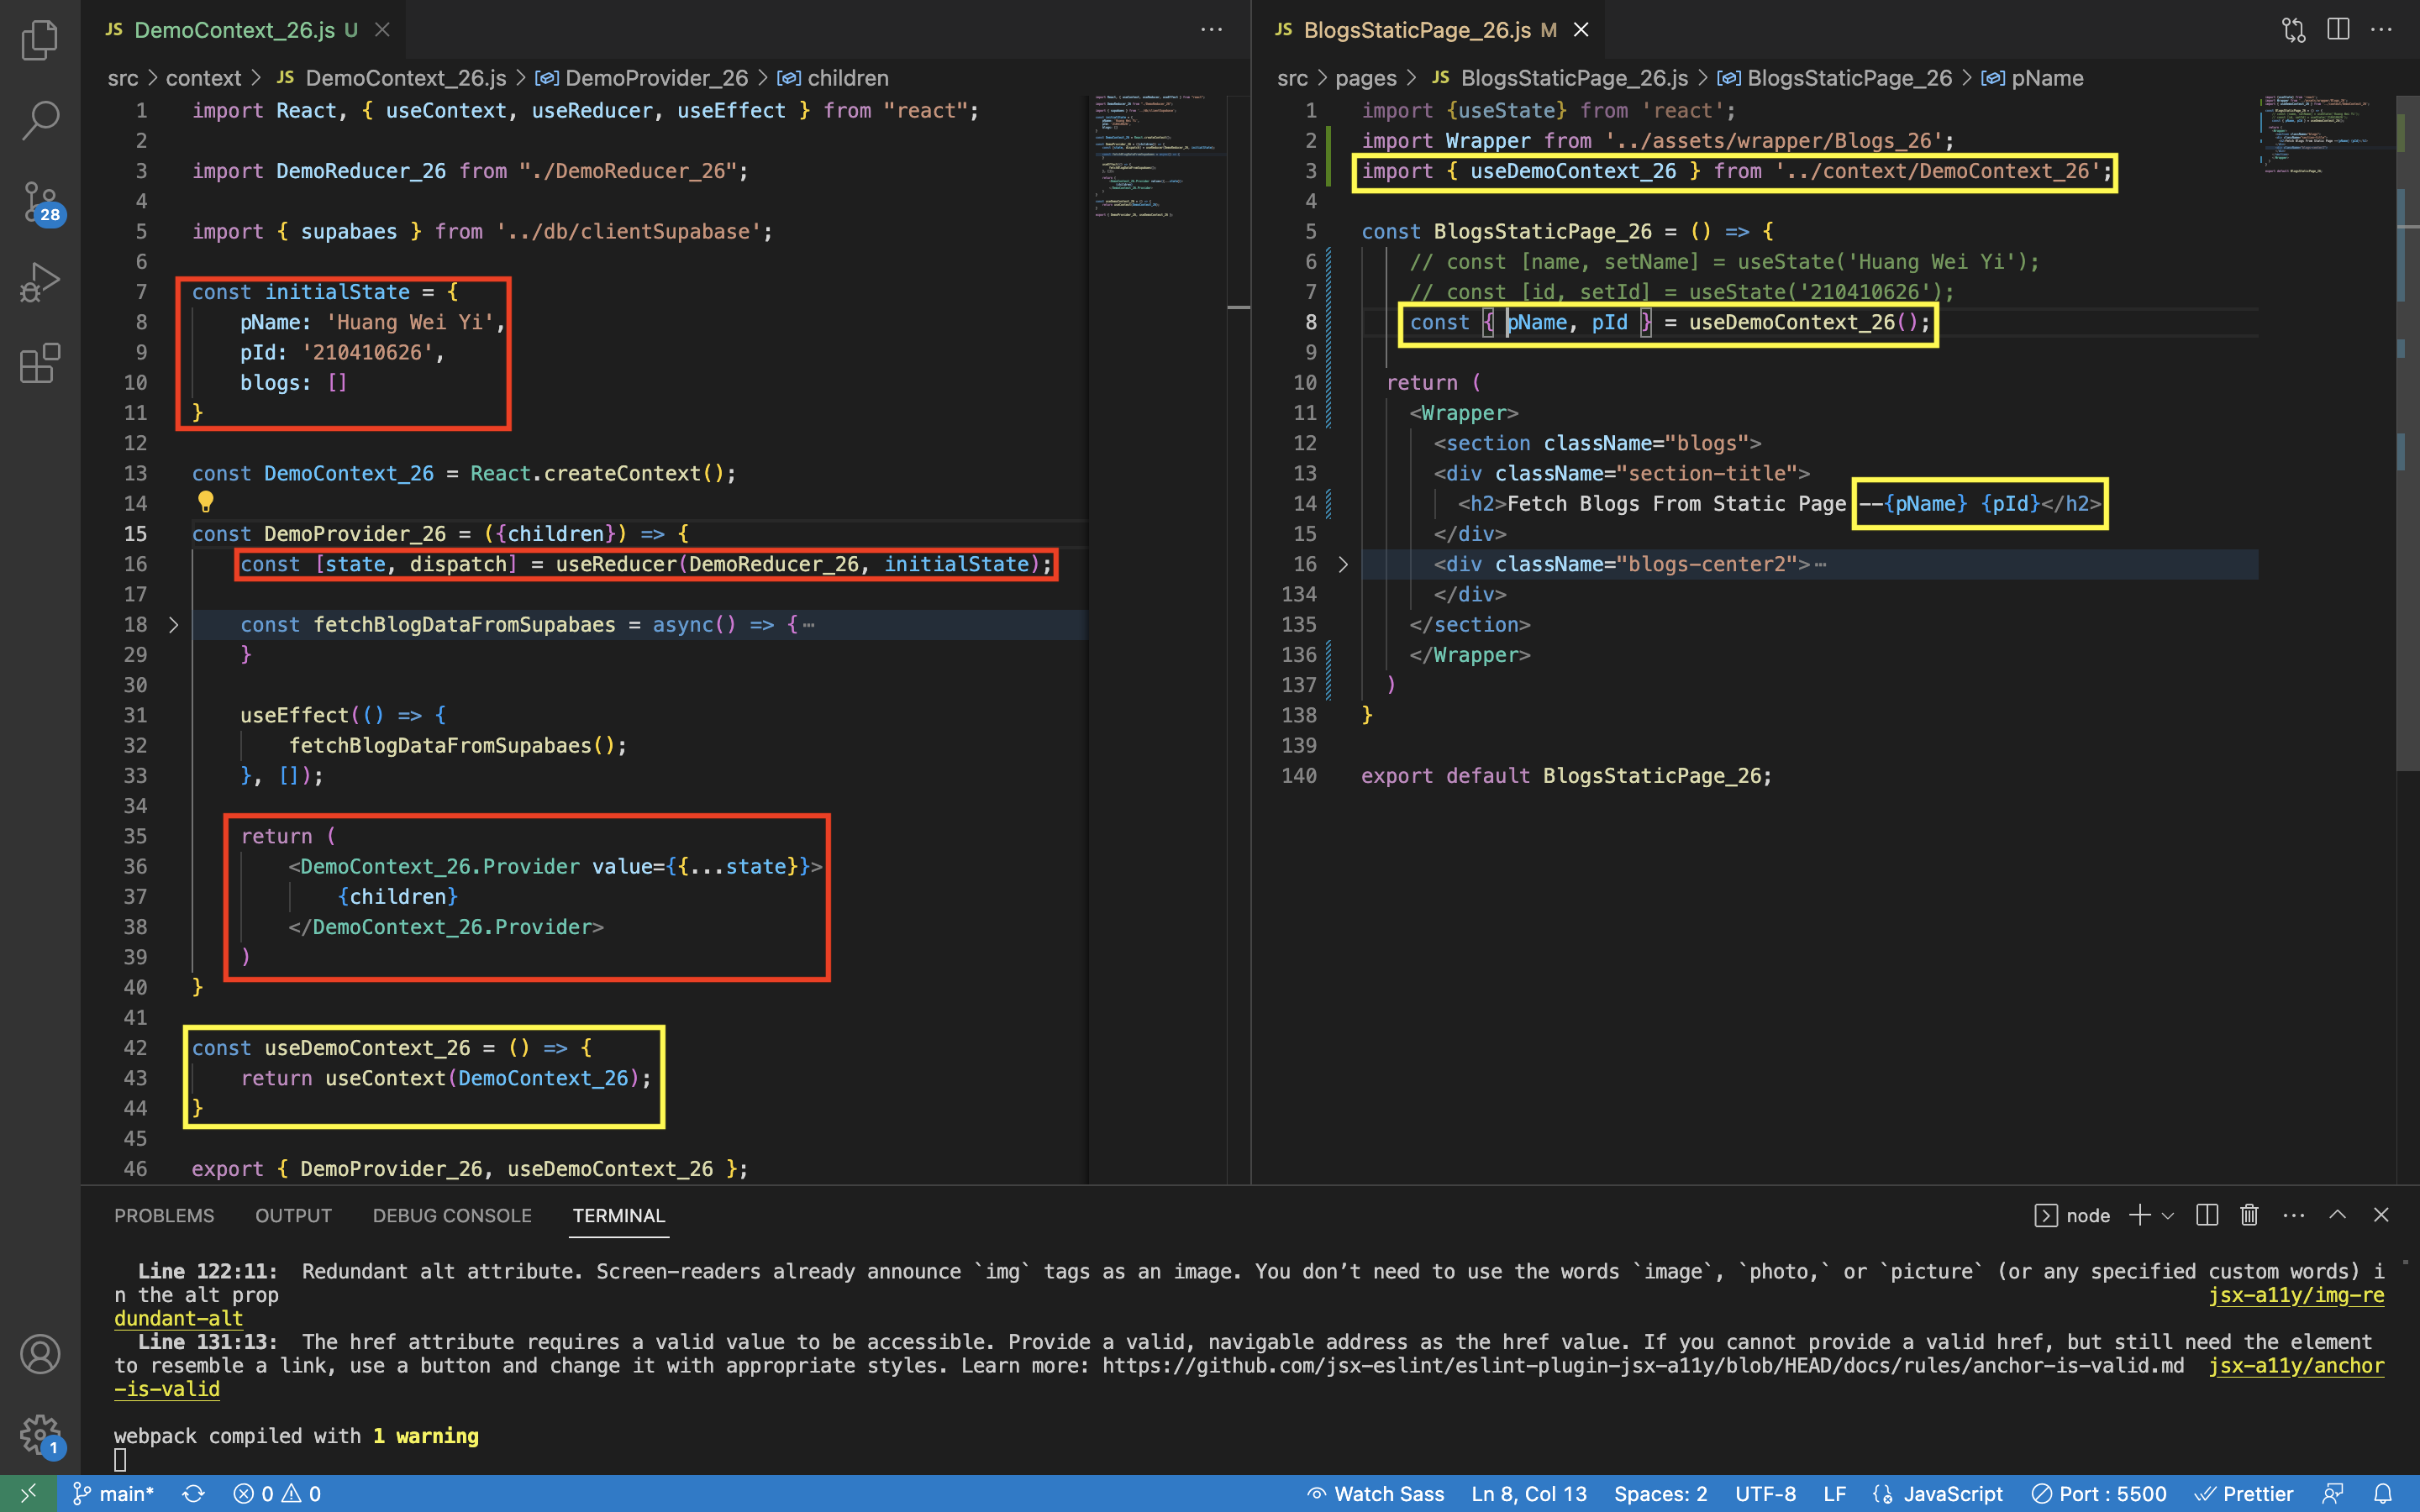 JS DemoContext_26.js U
src > context > JS DemoContext_26.js > DemoProvider_26 > children
1 import React, { useContext, useReducer, useEffect } from "react";
2
3 import DemoReducer_26 from "./DemoReducer_26";
4
5 import { supabaes } from '../db/clientSupabase';
6
7 const initialState = {
8 pName: 'Huang Wei Yi',
9 pId: '210410626',
10 blogs: []
11 }
12
13 const DemoContext_26 = React.createContext();
14
15 const DemoProvider_26 = ({children}) => {
16 const [state, dispatch] = useReducer(DemoReducer_26, initialState);
17
18 const fetchBlogDataFromSupabaes = async() => {⋯
29 }
30
31 useEffect(() => {
32 fetchBlogDataFromSupabaes();
33 }, []);
34
35 return (
36 <DemoContext_26.Provider value={{...state}}>
37 {children}
38 </DemoContext_26.Provider>
39 )
40 }
41
42 const useDemoContext_26 = () => {
43 return useContext(DemoContext_26);
44 }
45
46 export { DemoProvider_26, useDemoContext_26 };
JS BlogsStaticPage_26.js M
src > pages > JS BlogsStaticPage_26.js > BlogsStaticPage_26 > pName
1 import {useState} from 'react';
2 import Wrapper from '../assets/wrapper/Blogs_26';
3 import { useDemoContext_26 } from '../context/DemoContext_26';
4
5 const BlogsStaticPage_26 = () => {
6 // const [name, setName] = useState('Huang Wei Yi');
7 // const [id, setId] = useState('210410626');
8 const { pName, pId } = useDemoContext_26();
9
10 return (
11 <Wrapper>
12 <section className="blogs">
13 <div className="section-title">
14 <h2>Fetch Blogs From Static Page --{pName} {pId}</h2>
15 </div>
16 <div className="blogs-center2">⋯
134 </div>
135 </section>
136 </Wrapper>
137 )
138 }
139
140 export default BlogsStaticPage_26;
28
1
PROBLEMS OUTPUT DEBUG CONSOLE TERMINAL node
Line 122:11: Redundant alt attribute. Screen-readers already announce `img` tags as an image. You don’t need to use the words `image`, `photo,` or `picture` (or any specified custom words) i
n the alt prop jsx-a11y/img-re
dundant-alt
Line 131:13: The href attribute requires a valid value to be accessible. Provide a valid, navigable address as the href value. If you cannot provide a valid href, but still need the element
to resemble a link, use a button and change it with appropriate styles. Learn more: https://github.com/jsx-eslint/eslint-plugin-jsx-a11y/blob/HEAD/docs/rules/anchor-is-valid.md jsx-a11y/anchor
-is-valid
webpack compiled with 1 warning
main* 0 0 Watch Sass Ln 8, Col 13 Spaces: 2 UTF-8 LF JavaScript Port : 5500 Prettier